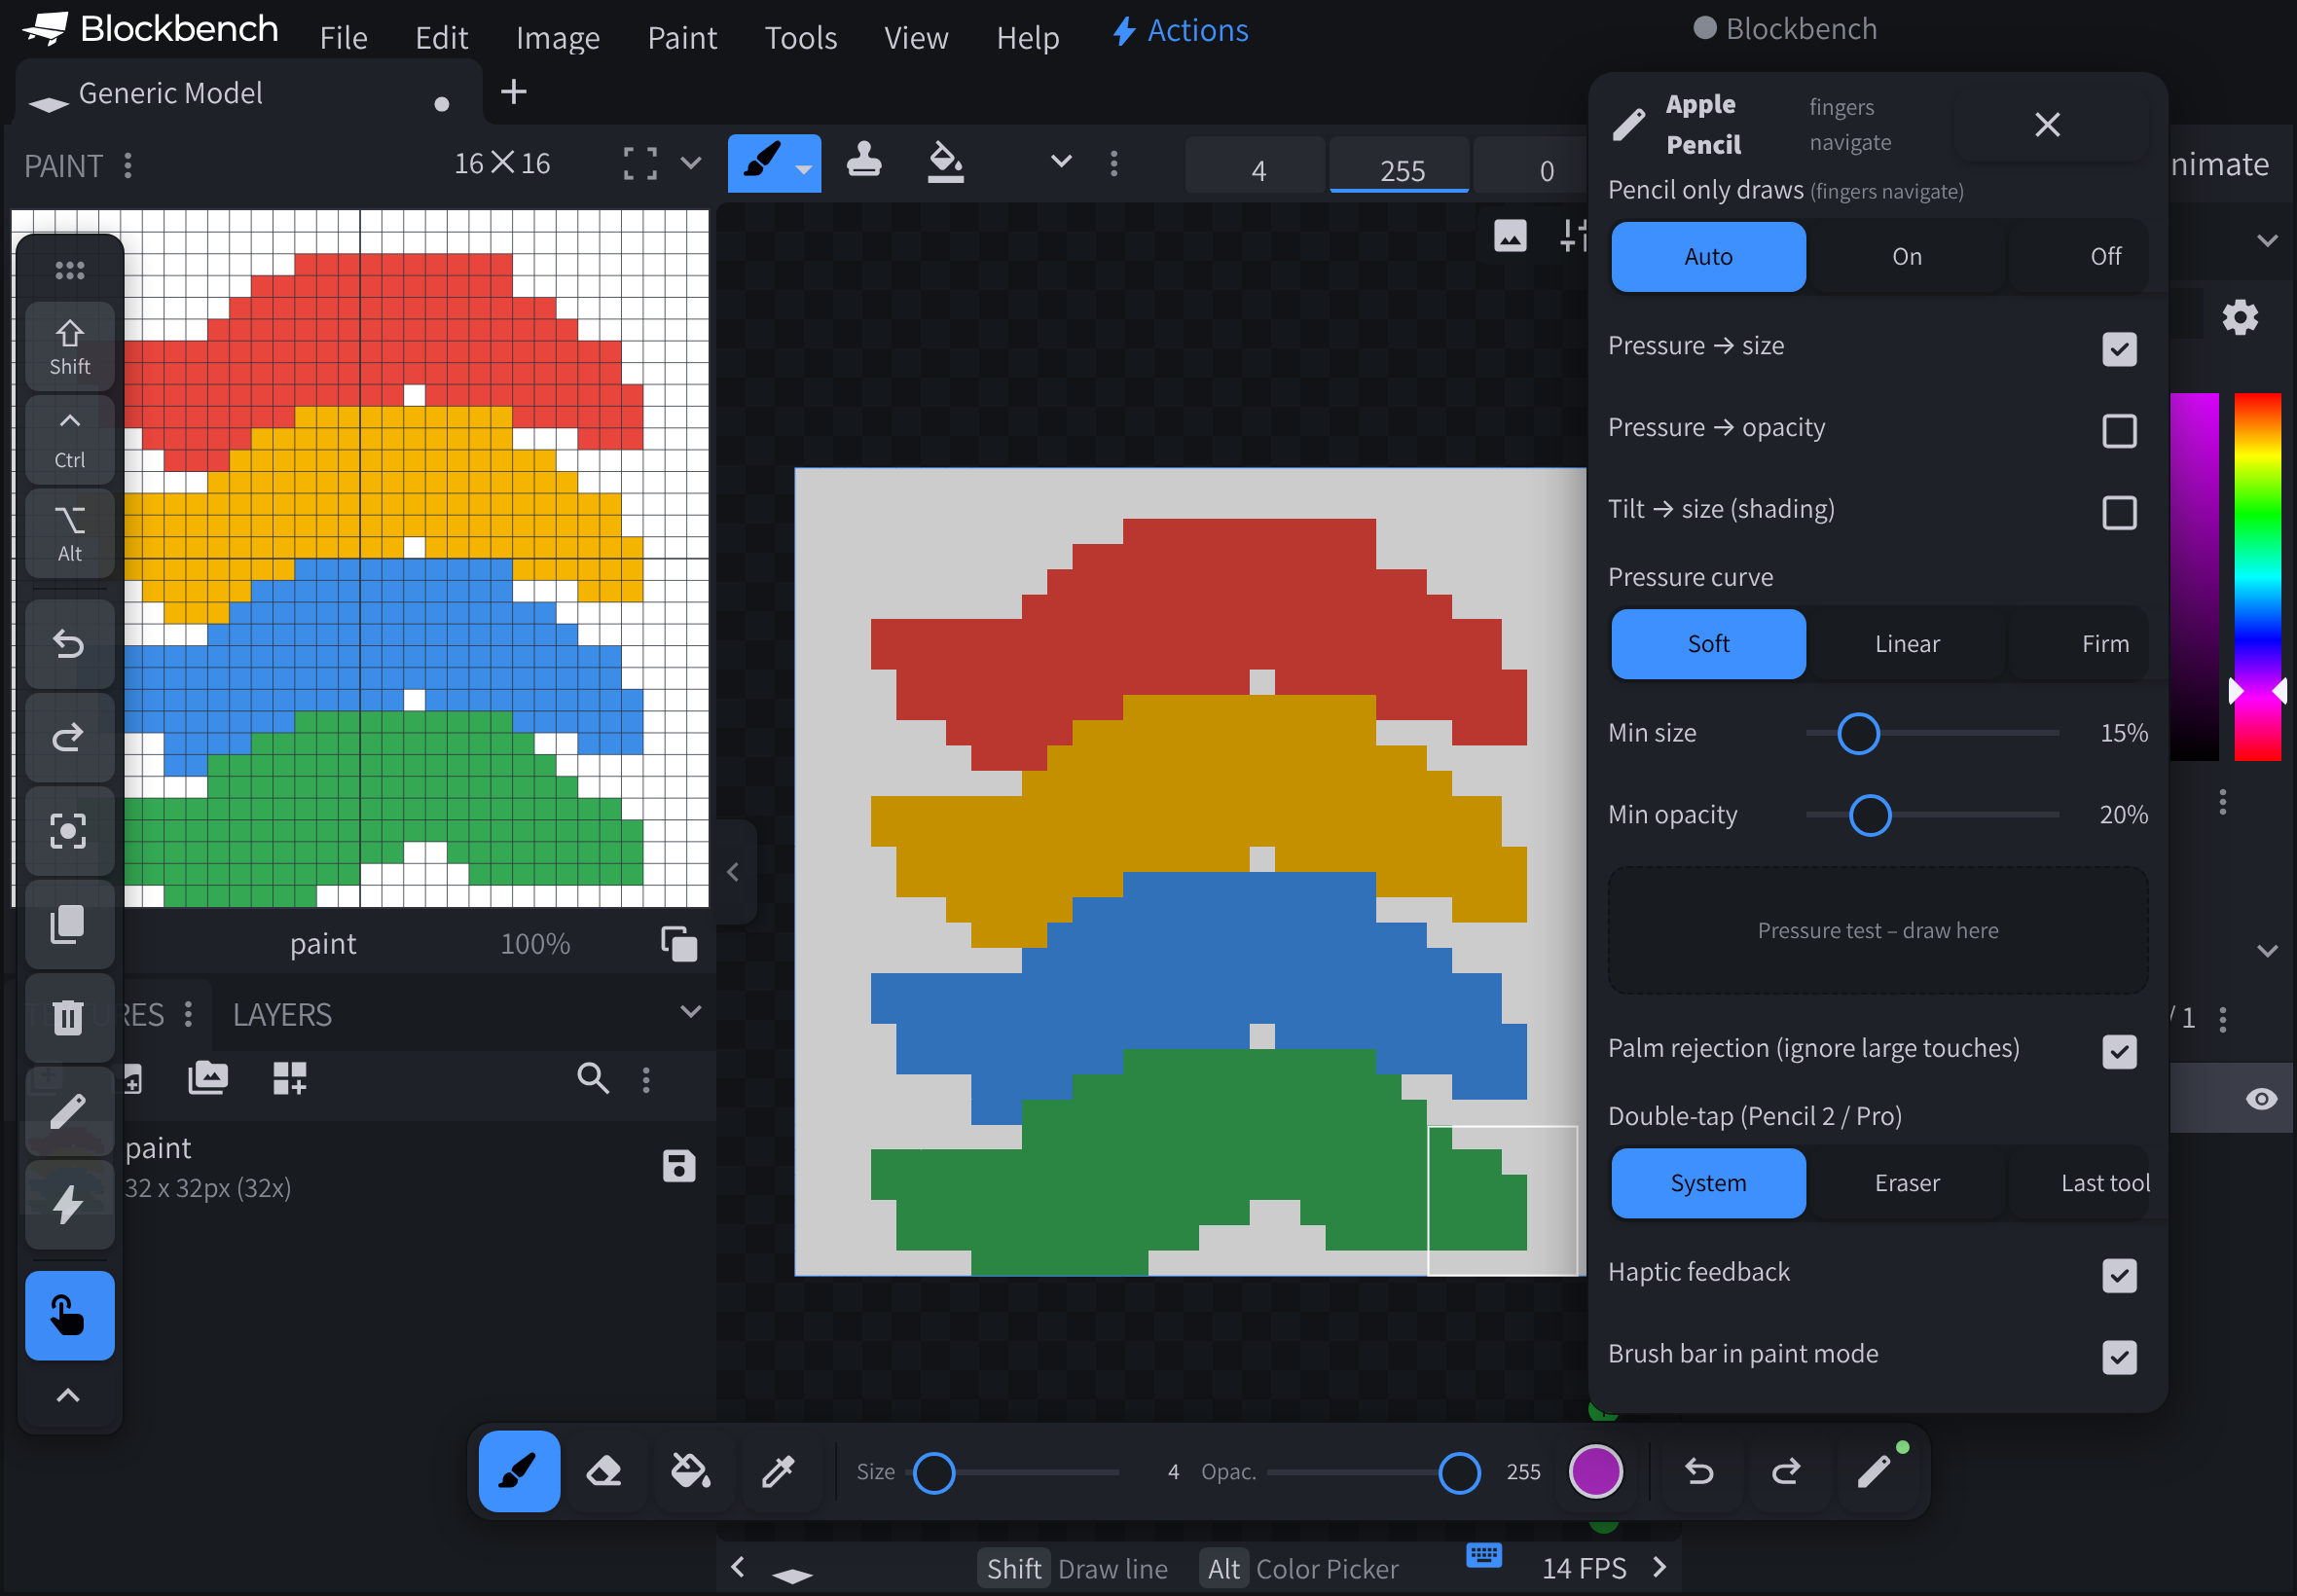 Blockbench
File Edit Image Paint Tools View Help Actions
Blockbench
Generic Model
PAINT
16×16
4 255 0
nimate
Apple Pencil
fingers navigate
Pencil only draws (fingers navigate)
Auto On Off
Pressure → size
Pressure → opacity
Tilt → size (shading)
Pressure curve
Soft Linear Firm
Min size 15%
Min opacity 20%
Pressure test – draw here
Palm rejection (ignore large touches)
Double-tap (Pencil 2 / Pro)
System Eraser Last tool
Haptic feedback
Brush bar in paint mode
Shift
Ctrl
Alt
paint 100%
RES LAYERS
/ 1
paint
32 x 32px (32x)
Size 4 Opac. 255
Shift Draw line Alt Color Picker 14 FPS